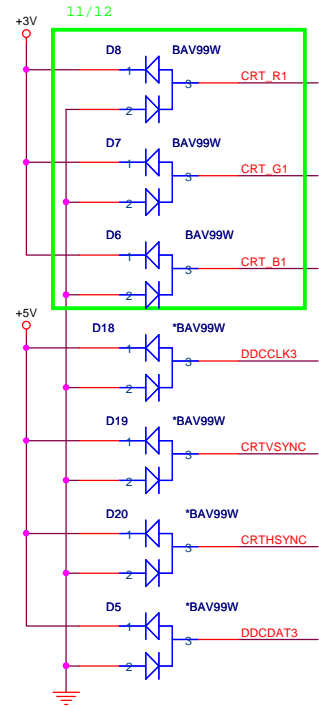 11/12
+3V
D8 BAV99W
1
3 CRT_R1
2
D7 BAV99W
1
3 CRT_G1
2
D6 BAV99W
1
3 CRT_B1
2
+5V
D18 *BAV99W
1
3 DDCCLK3
2
D19 *BAV99W
1
3 CRTVSYNC
2
D20 *BAV99W
1
3 CRTHSYNC
2
D5 *BAV99W
1
3 DDCDAT3
2